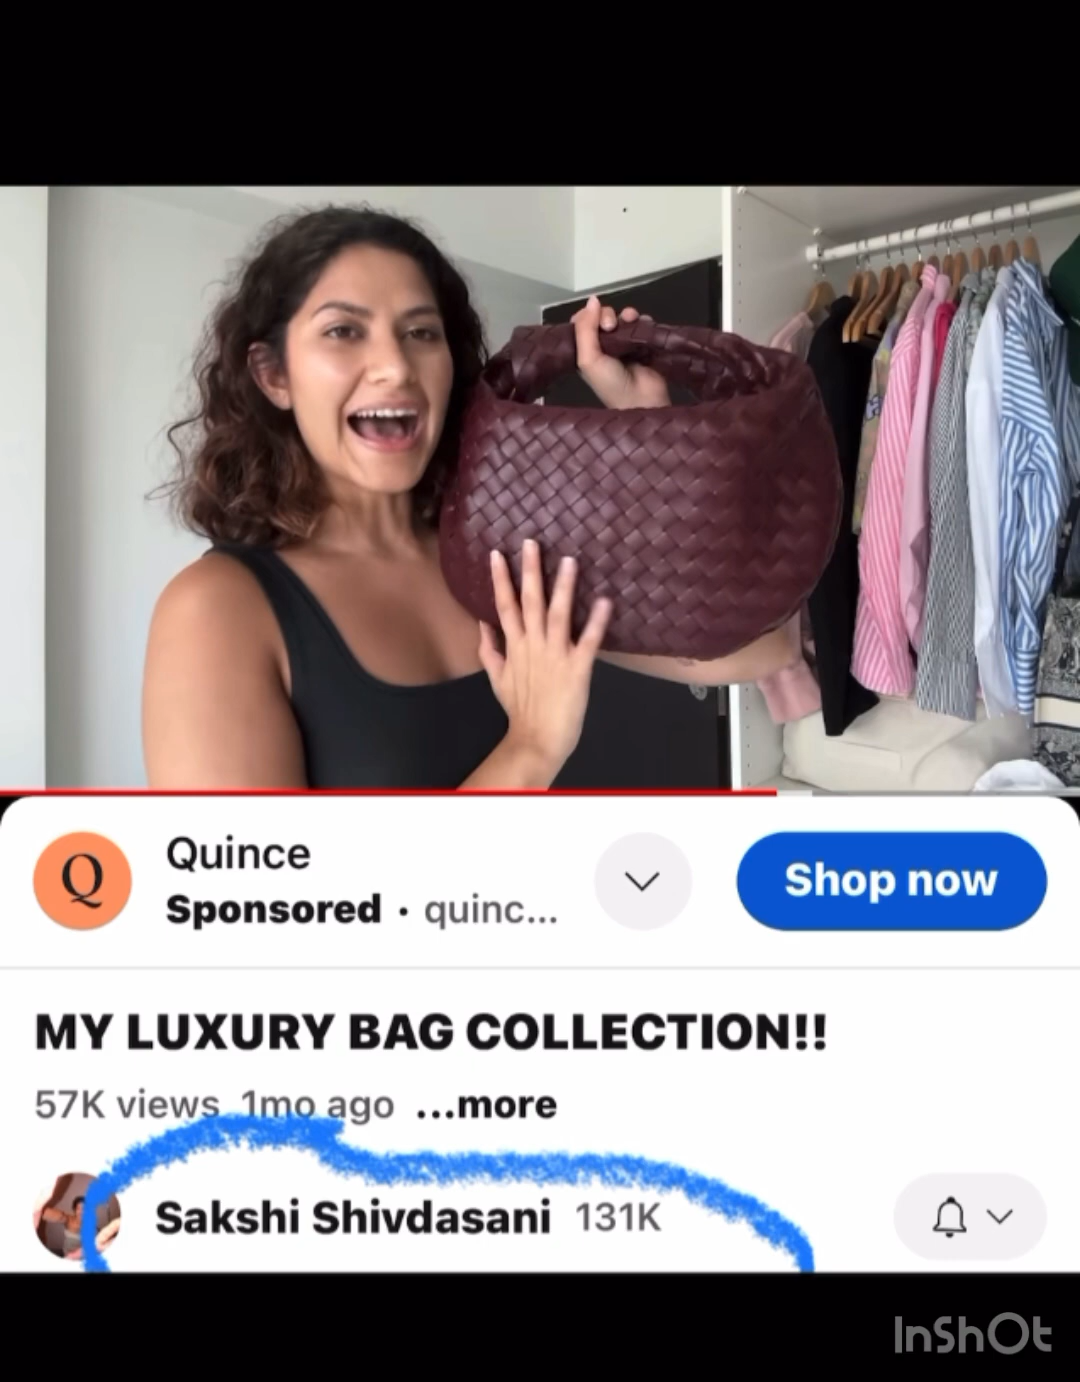 Q
Quince
Sponsored · quinc...
Shop now
MY LUXURY BAG COLLECTION!!
57K views 1mo ago ...more
Sakshi Shivdasani 131K
InShOt